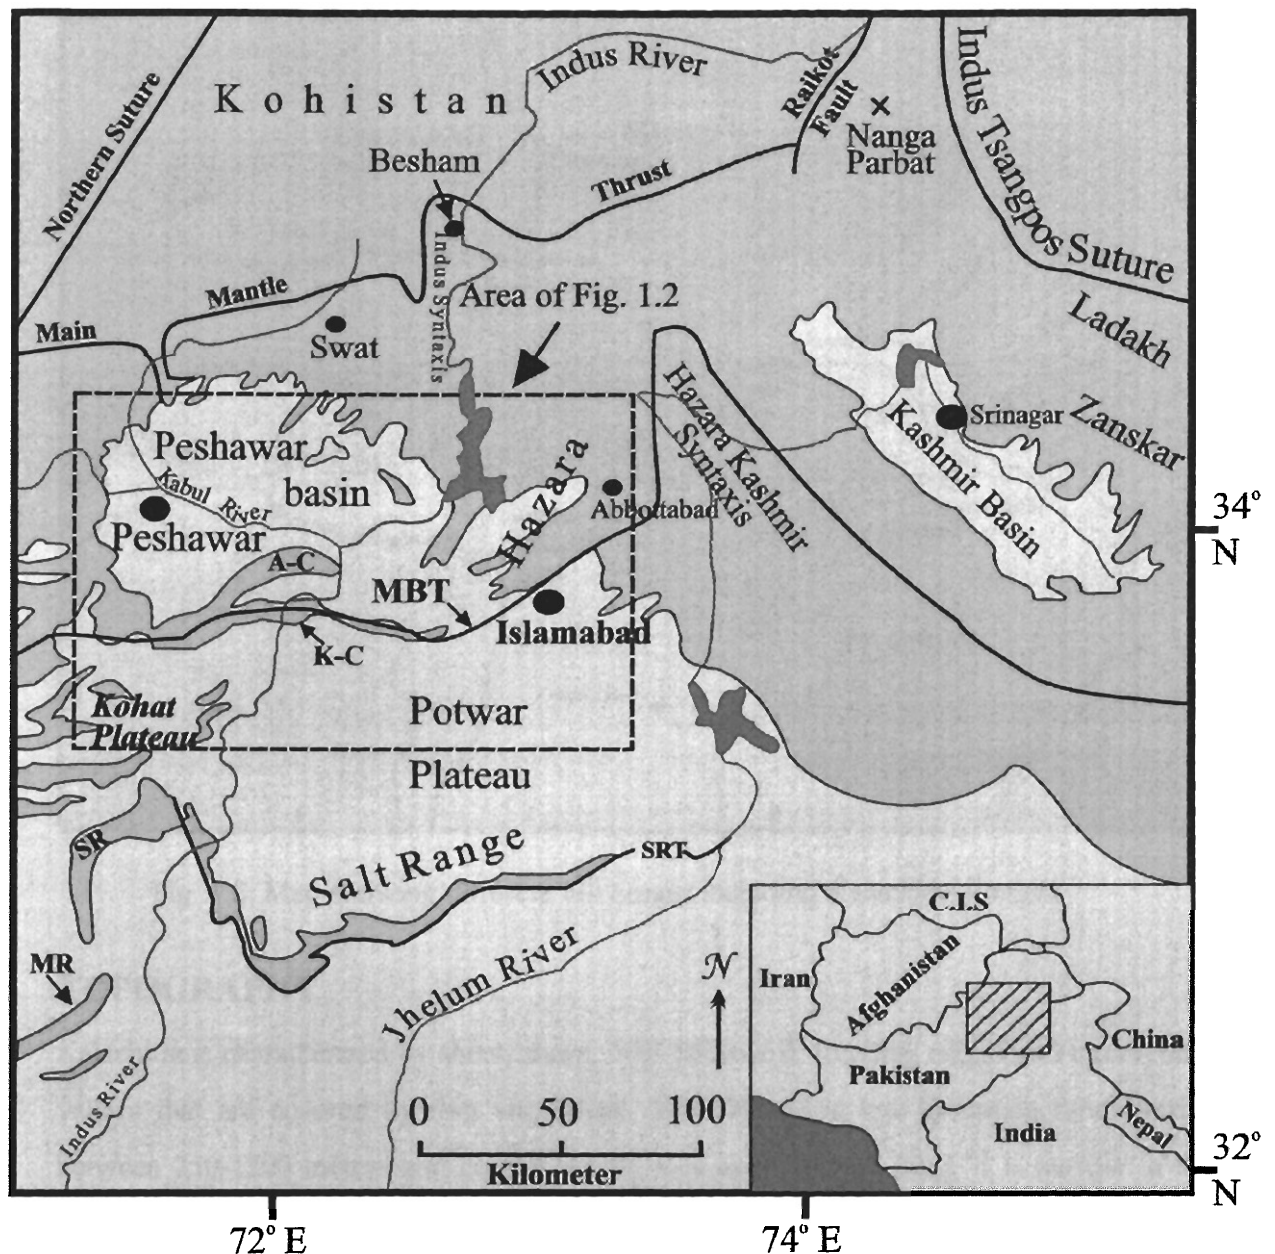 Indus River
Kohistan
Northern Suture
Raikot
Fault
Nanga
Parbat
Indus Tsangpos Suture
Besham
Main
Mantle
Thrust
Indus Syntaxis
Area of Fig. 1.2
Swat
Ladakh
Zanskar
Hazara Kashmir
Syntaxis
Srinagar
Kashmir Basin
Peshawar
basin
Kabul River
Peshawar
Hazara
Abbottabad
34° N
A-C
MBT
Islamabad
K-C
Kohat
Plateau
Potwar
Plateau
SR
Salt Range
SRT
MR
Jhelum River
Indus River
N
0 50 100
Kilometer
C.I.S
Iran
Afghanistan
China
Pakistan
India
Nepal
32° N
72° E
74° E